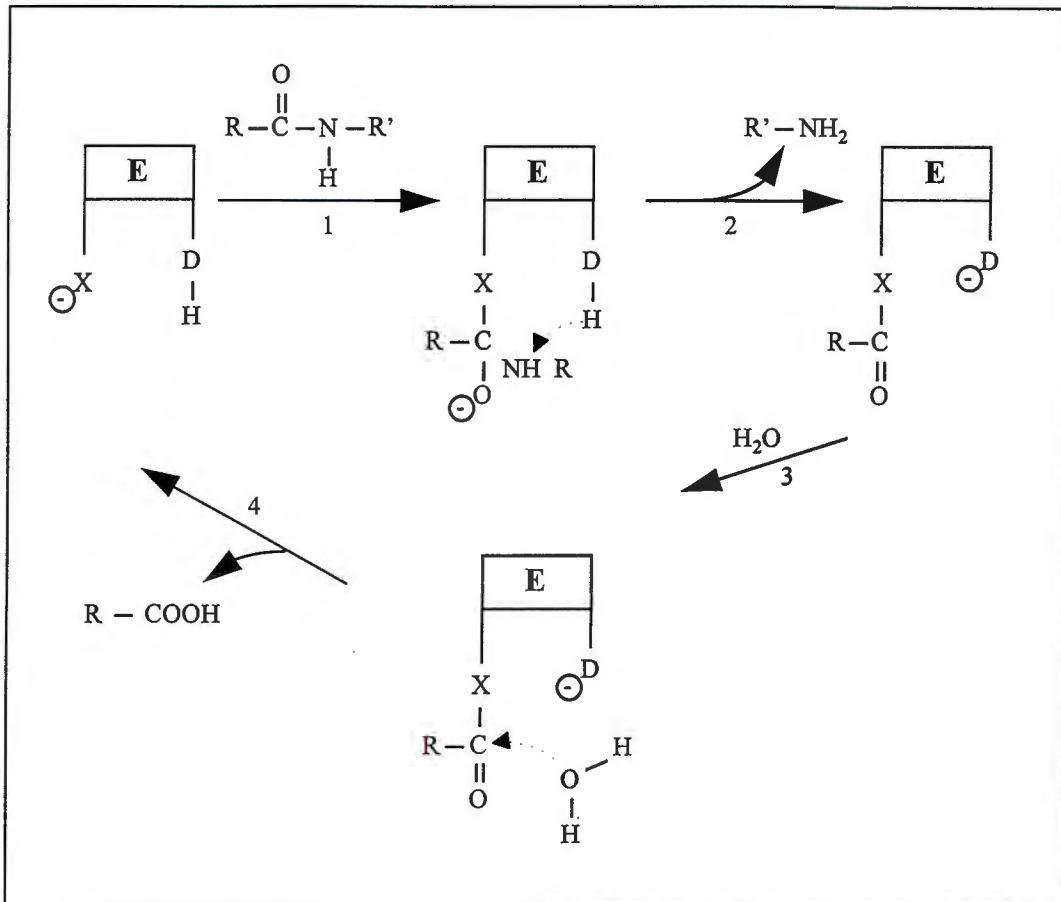 O
||
R – C – N – R'
|
H
R' – NH₂
E
E
E
1
2
D
D
⊖X
|
H
X
|
H
X
⊖D
R – C
|
NH R
R – C
||
⊖O
O
H₂O
3
4
E
R – COOH
D
X
⊖
|
R – C
H
||
O
O
|
H